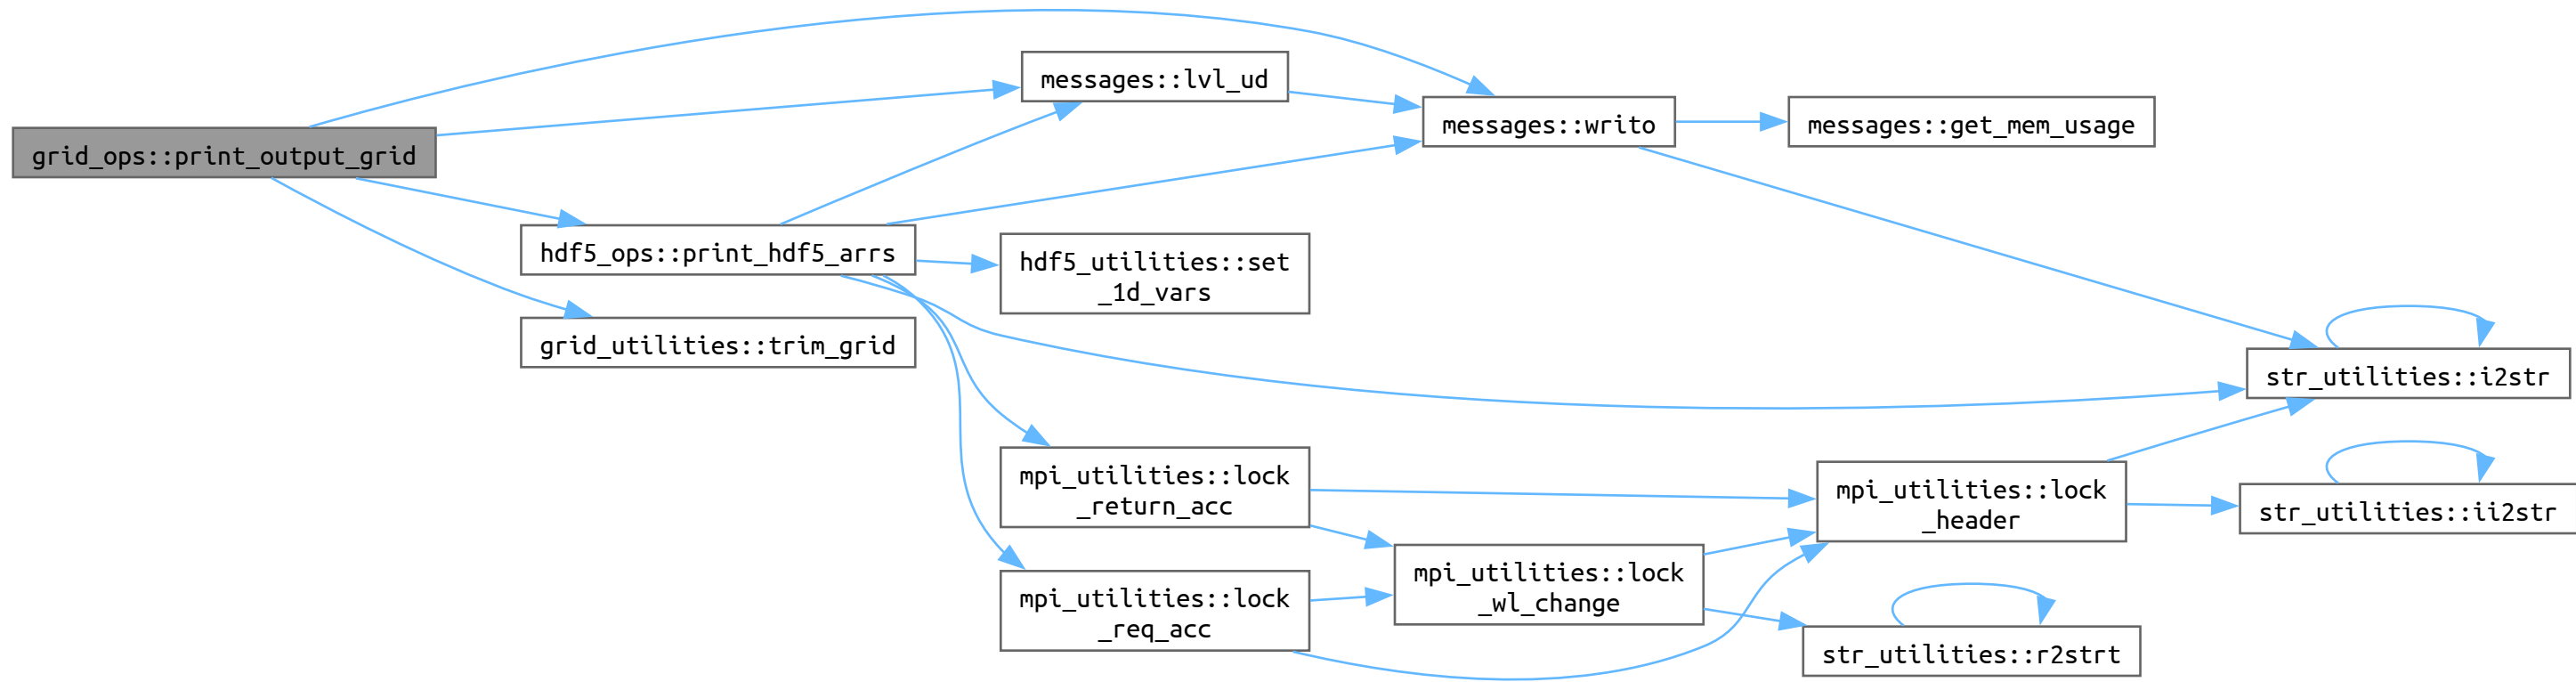 grid_ops::print_output_grid
messages::lvl_ud
messages::writo
messages::get_mem_usage
hdf5_ops::print_hdf5_arrs
hdf5_utilities::set
_1d_vars
grid_utilities::trim_grid
str_utilities::i2str
mpi_utilities::lock
_return_acc
mpi_utilities::lock
_header
str_utilities::ii2str
mpi_utilities::lock
_req_acc
mpi_utilities::lock
_wl_change
str_utilities::r2strt